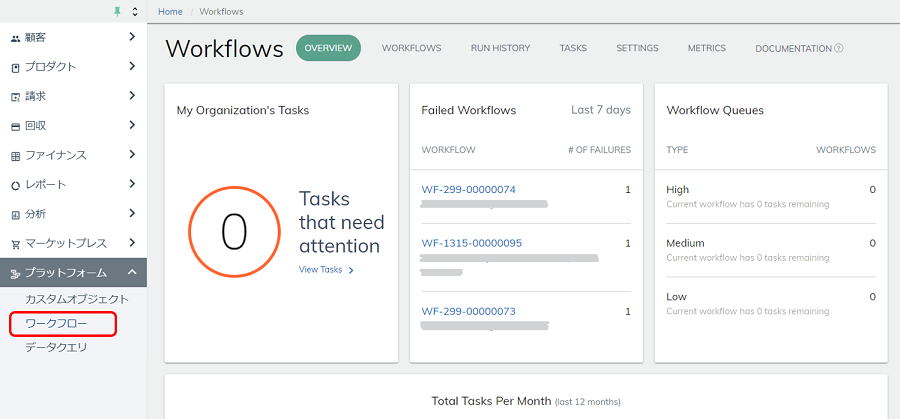 Home / Workflows
顧客
プロダクト
請求
回収
ファイナンス
レポート
分析
マーケットプレス
プラットフォーム
カスタムオブジェクト
ワークフロー
データクエリ
Workflows OVERVIEW WORKFLOWS RUN HISTORY TASKS SETTINGS METRICS DOCUMENTATION ?
My Organization's Tasks
0
Tasks
that need
attention
View Tasks
Failed Workflows Last 7 days
WORKFLOW # OF FAILURES
WF-299-00000074 1
WF-1315-00000095 1
WF-299-00000073 1
Workflow Queues
TYPE WORKFLOWS
High 0
Current workflow has 0 tasks remaining
Medium 0
Current workflow has 0 tasks remaining
Low 0
Current workflow has 0 tasks remaining
Total Tasks Per Month (last 12 months)